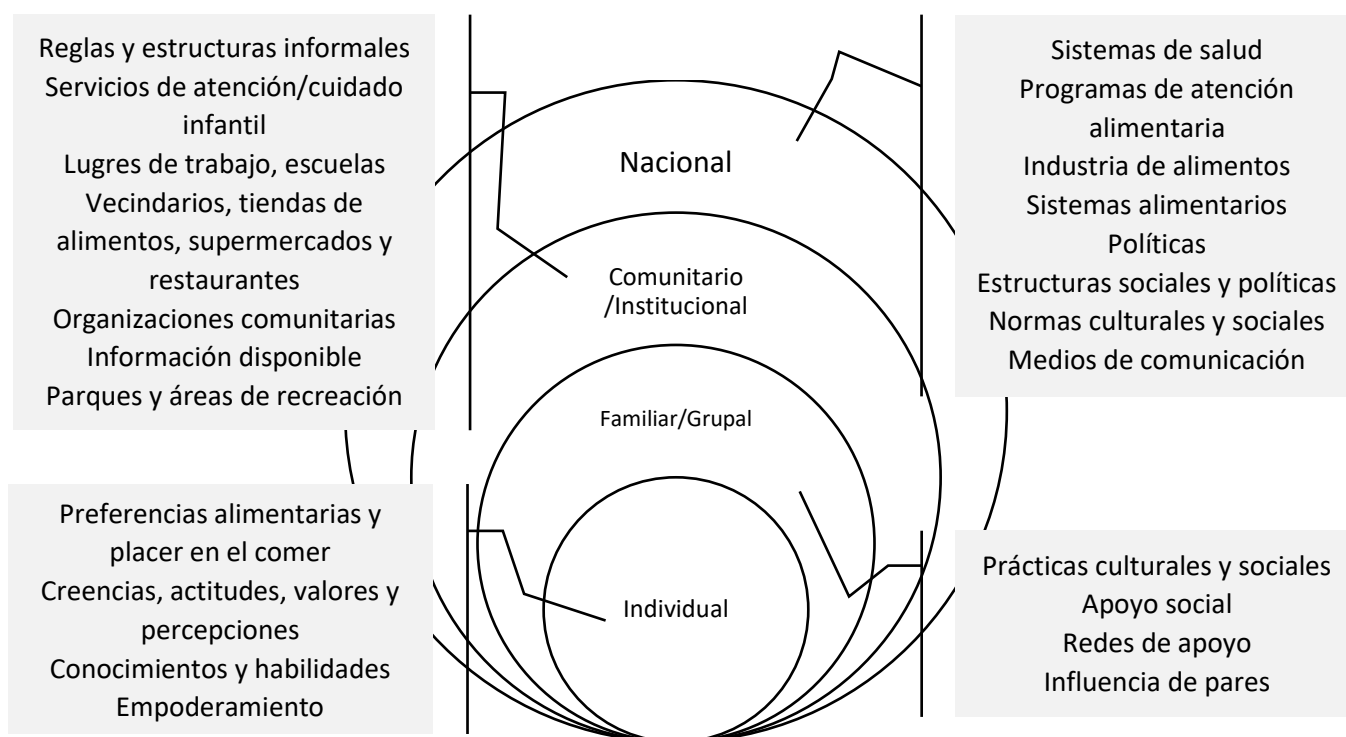 Reglas y estructuras informales
Servicios de atención/cuidado
infantil
Lugres de trabajo, escuelas
Vecindarios, tiendas de
alimentos, supermercados y
restaurantes
Organizaciones comunitarias
Información disponible
Parques y áreas de recreación
Sistemas de salud
Programas de atención
alimentaria
Industria de alimentos
Sistemas alimentarios
Políticas
Estructuras sociales y políticas
Normas culturales y sociales
Medios de comunicación
Nacional
Comunitario
/Institucional
Familiar/Grupal
Individual
Preferencias alimentarias y
placer en el comer
Creencias, actitudes, valores y
percepciones
Conocimientos y habilidades
Empoderamiento
Prácticas culturales y sociales
Apoyo social
Redes de apoyo
Influencia de pares